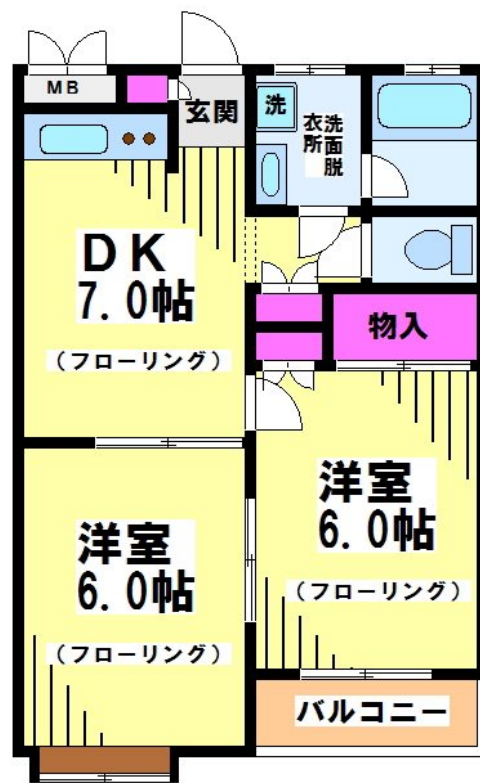 MB
玄関
洗
洗面脱
衣所
DK
7.0帖
(フローリング)
物入
洋室
6.0帖
(フローリング)
洋室
6.0帖
(フローリング)
バルコニー